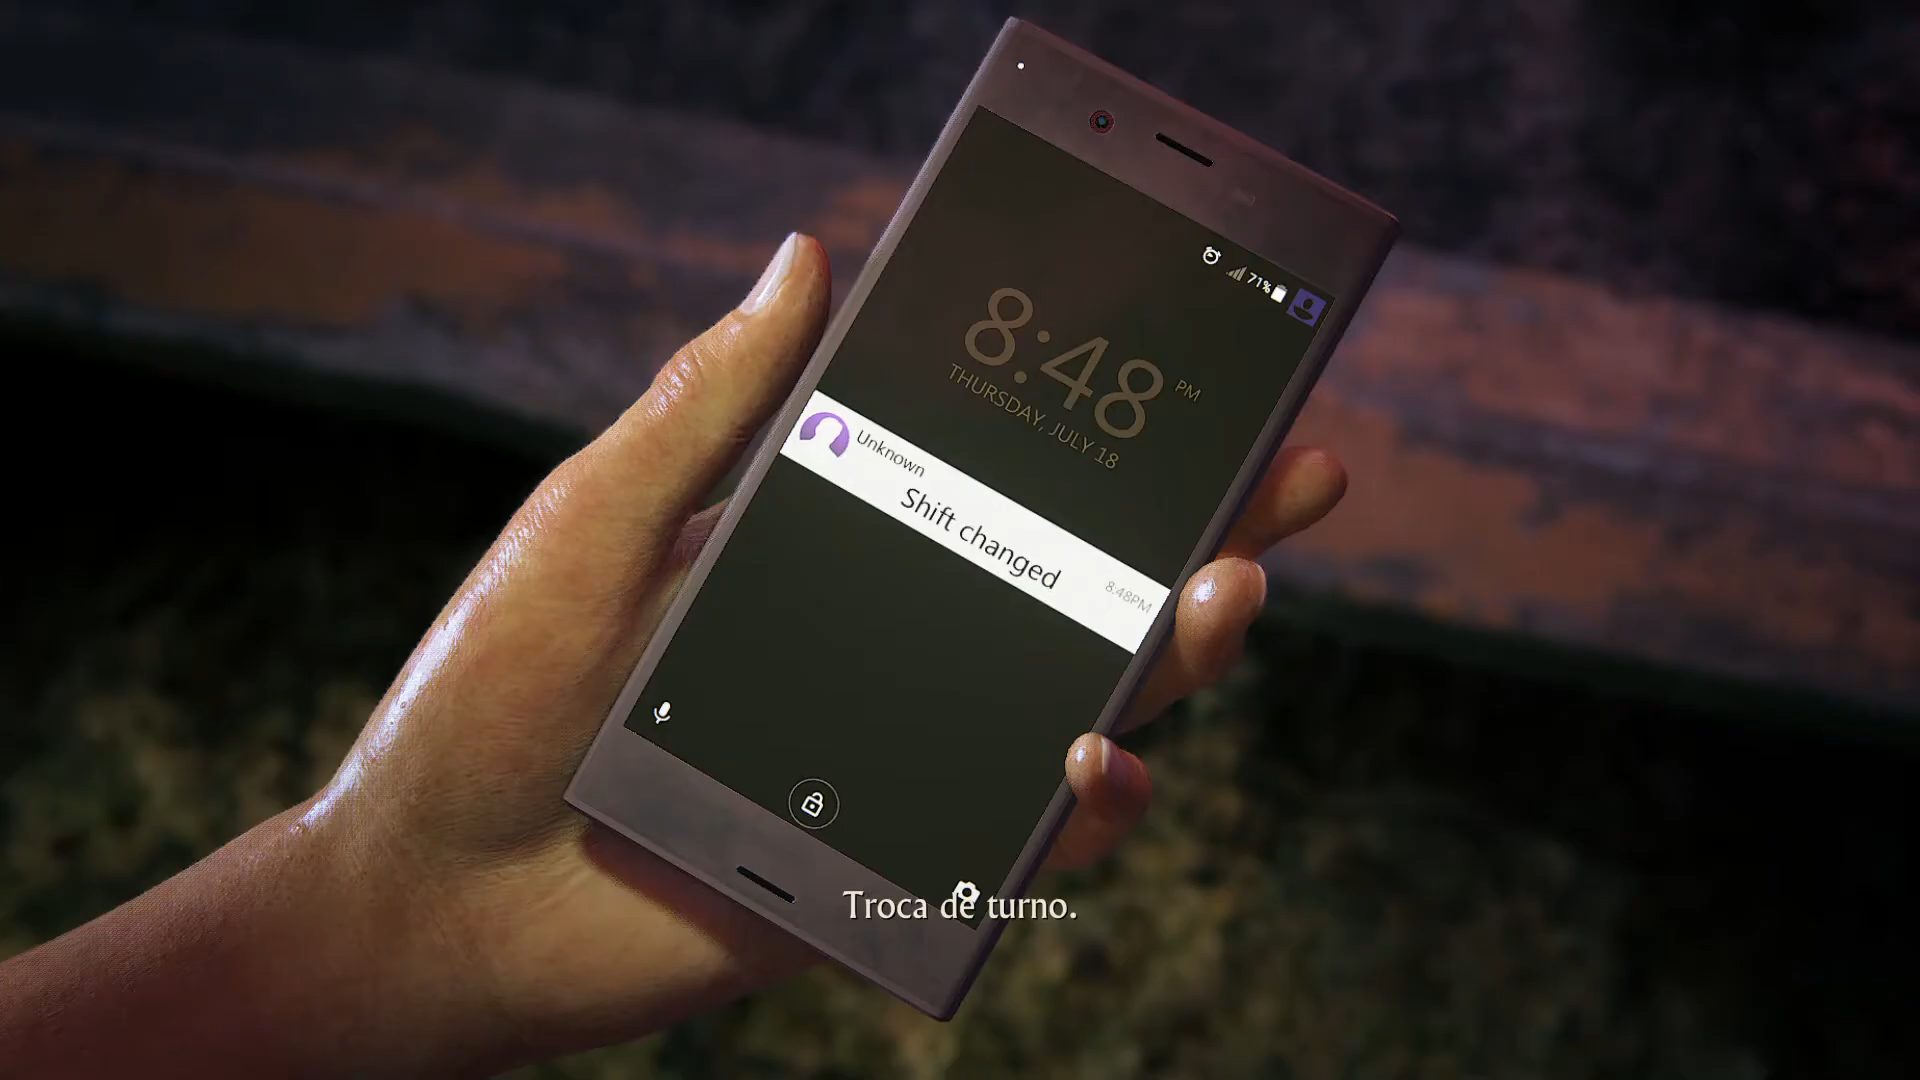 71%
8:48 PM
THURSDAY, JULY 18
Unknown
Shift changed
8:48PM
Troca de turno.